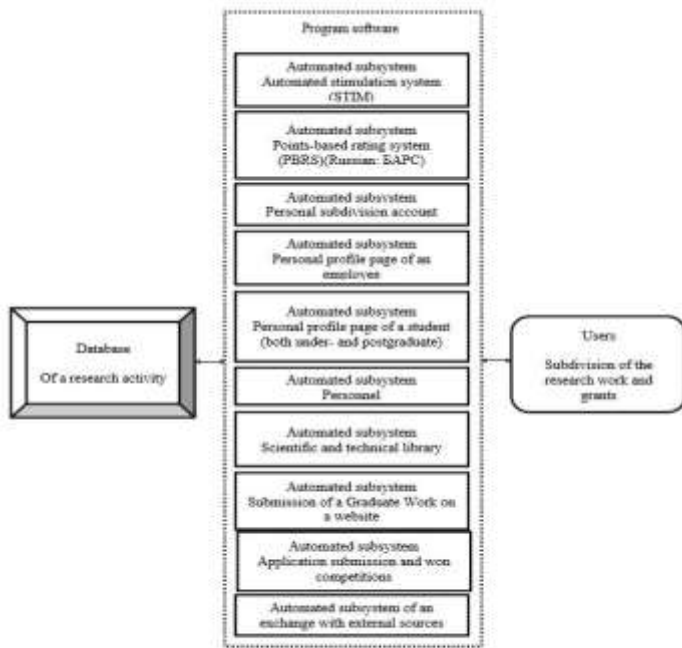 Program software
Automated subsystem
Automated stimulation system
(STIM)
Automated subsystem
Points-based rating system
(PBRS)(Russian: БАРС)
Automated subsystem
Personal subdivision account
Automated subsystem
Personal profile page of an
employee
Automated subsystem
Personal profile page of a student
(both under- and postgraduate)
Automated subsystem
Personnel
Automated subsystem
Scientific and technical library
Automated subsystem
Submission of a Graduate Work on
a website
Automated subsystem
Application submission and won
competitions
Automated subsystem of an
exchange with external sources
Database
Of a research activity
Users
Subdivision of the
research work and
grants